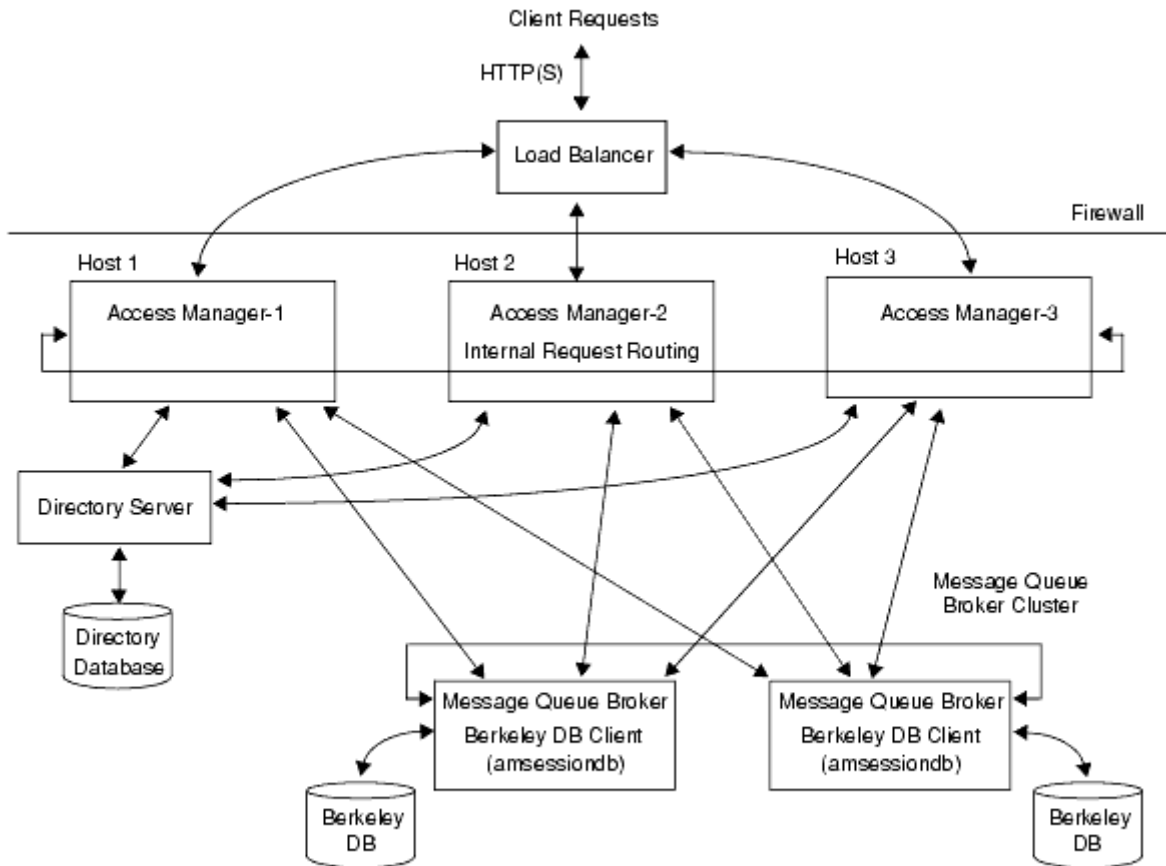 Client Requests
HTTP(S)
Load Balancer
Firewall
Host 1
Host 2
Host 3
Access Manager-1
Access Manager-2
Internal Request Routing
Access Manager-3
Directory Server
Directory
Database
Message Queue
Broker Cluster
Message Queue Broker
Berkeley DB Client
(amsessiondb)
Message Queue Broker
Berkeley DB Client
(amsessiondb)
Berkeley
DB
Berkeley
DB